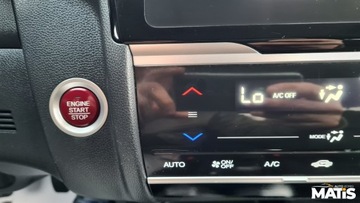 ENGINE
START
STOP
Lo
A/C OFF
MODE
AUTO
ON/
OFF
A/C
MATIS